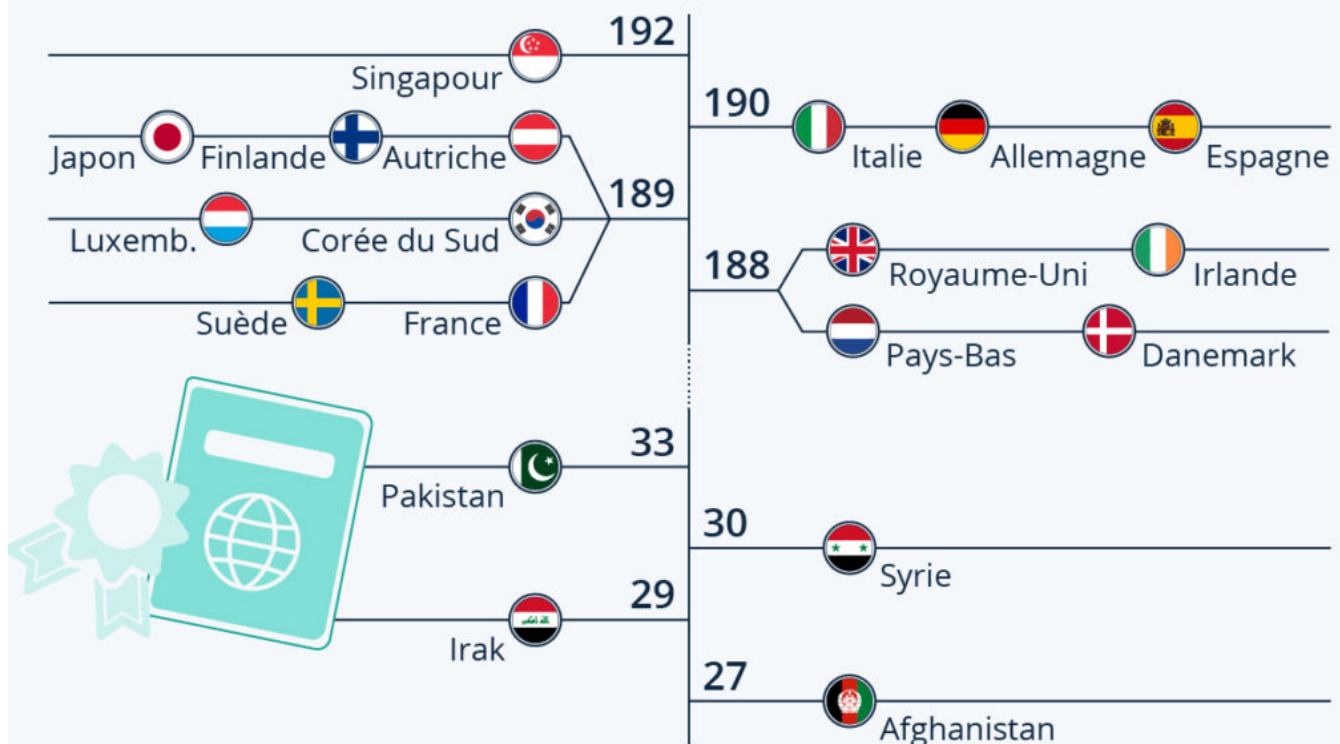 192
Singapour
190
Italie Allemagne Espagne
Japon Finlande Autriche
189
Luxemb. Corée du Sud
188
Royaume-Uni Irlande
Suède France
Pays-Bas Danemark
33
Pakistan
30
Syrie
29
Irak
27
Afghanistan